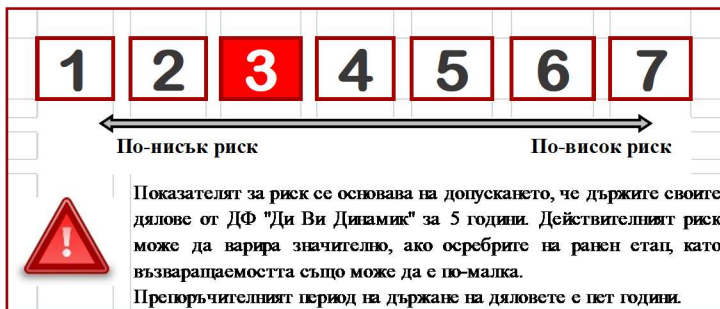 1 2 3 4 5 6 7
По-нисък риск По-висок риск
Показателят за риск се основава на допускането, че държите своите
дялове от ДФ "Ди Ви Динамик" за 5 години. Действителният риск
може да варира значително, ако осребрите на ранен етап, като
възвращаемостта също може да е по-малка.
Препоръчителният период на държане на дяловете е пет години.